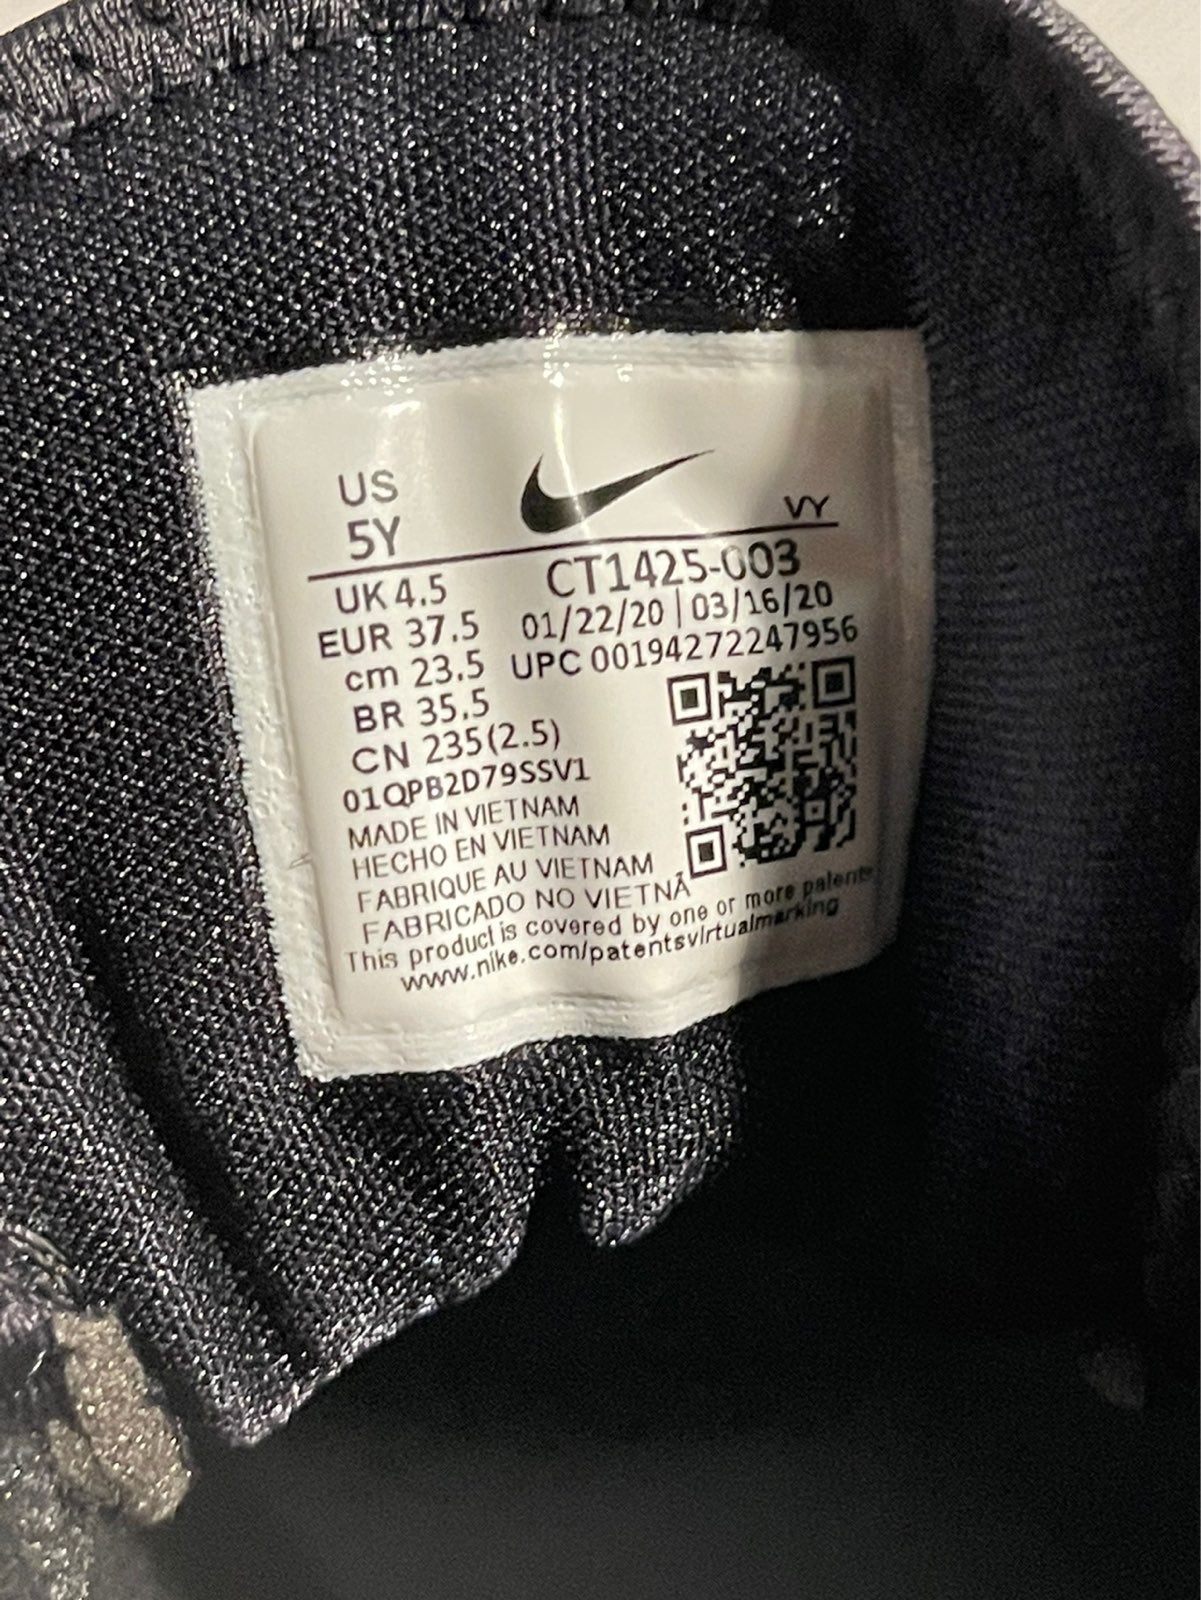 US
5Y
VY
UK 4.5
EUR 37.5
cm 23.5
BR 35.5
CN 235(2.5)
CT1425-003
01/22/20 | 03/16/20
UPC 00194272247956
01QPB2D79SSV1
MADE IN VIETNAM
HECHO EN VIETNAM
FABRIQUE AU VIETNAM
FABRICADO NO VIETNÃ
This product is covered by one or more patents
www.nike.com/patentsvirtualmarking